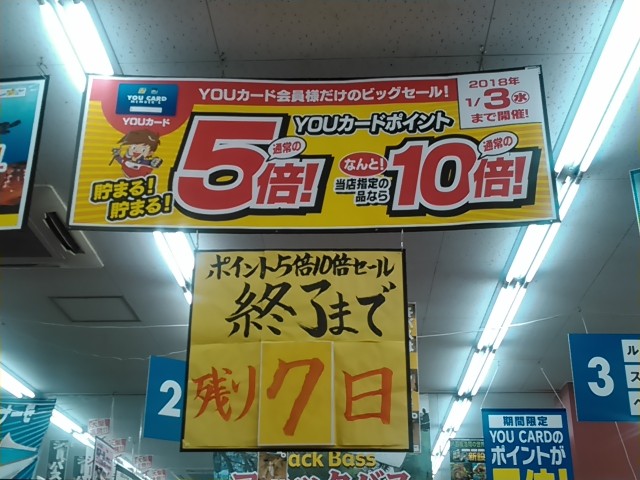 YOU CARD
YOUカード
YOUカード会員様だけのビッグセール!
2018年
1/3(水)
まで開催!
YOUカードポイント
貯まる!
貯まる!
通常の
5倍!
なんと!
当店指定の
品なら
通常の
10倍!
ポイント5倍10倍セール
終了まで
残り7日
2
3
ル
ス
期間限定
YOU CARDの
ポイントが
ack Bass